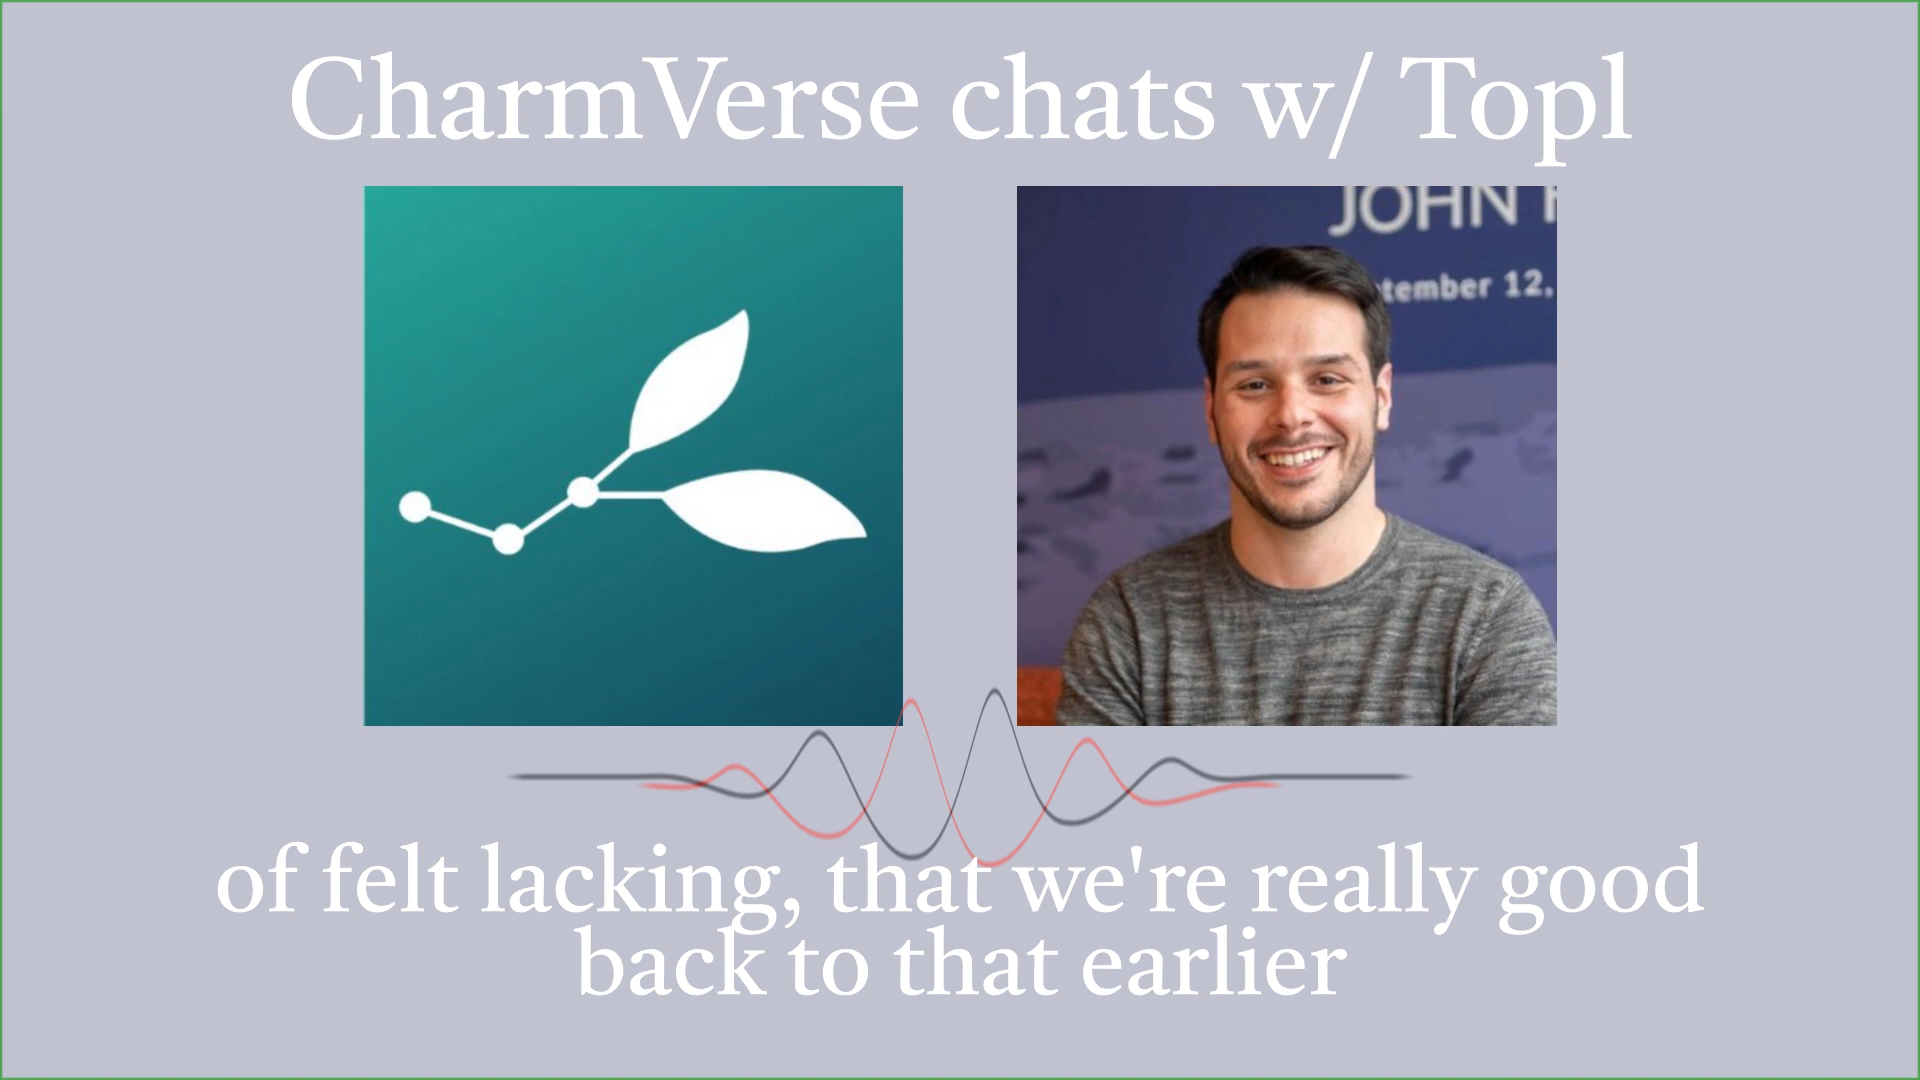 CharmVerse chats w/ Topl
JOHN
tember 12,
of felt lacking, that we're really good
back to that earlier